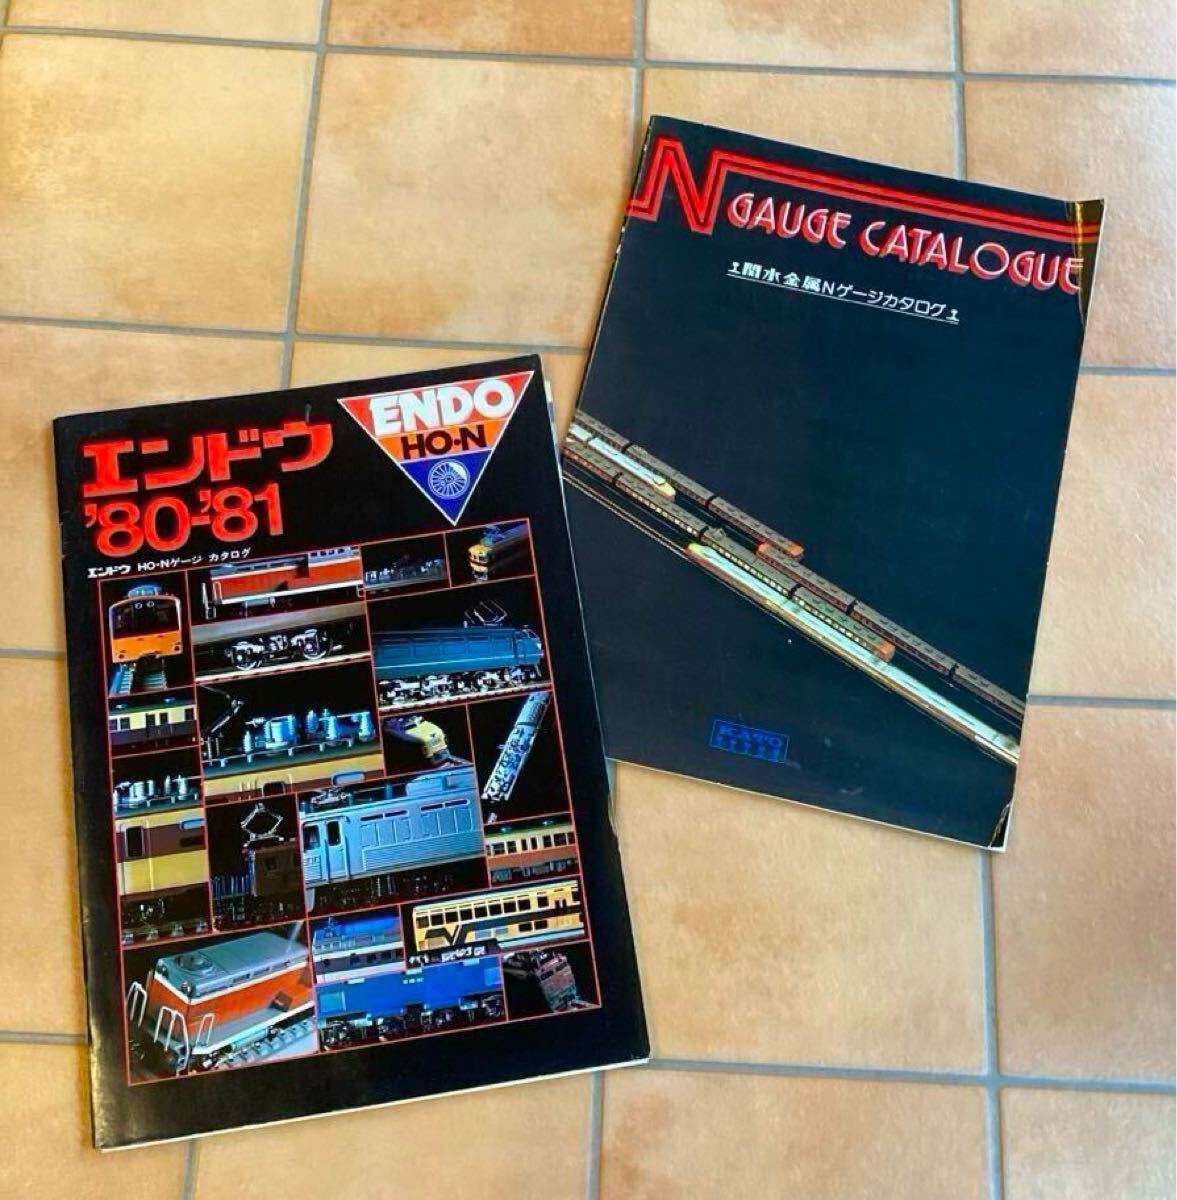 エンドウ
'80-'81
エンドウ HO・Nゲージ カタログ
ENDO
HO・N
N GAUGE CATALOGUE
関水金属Nゲージカタログ
KATO